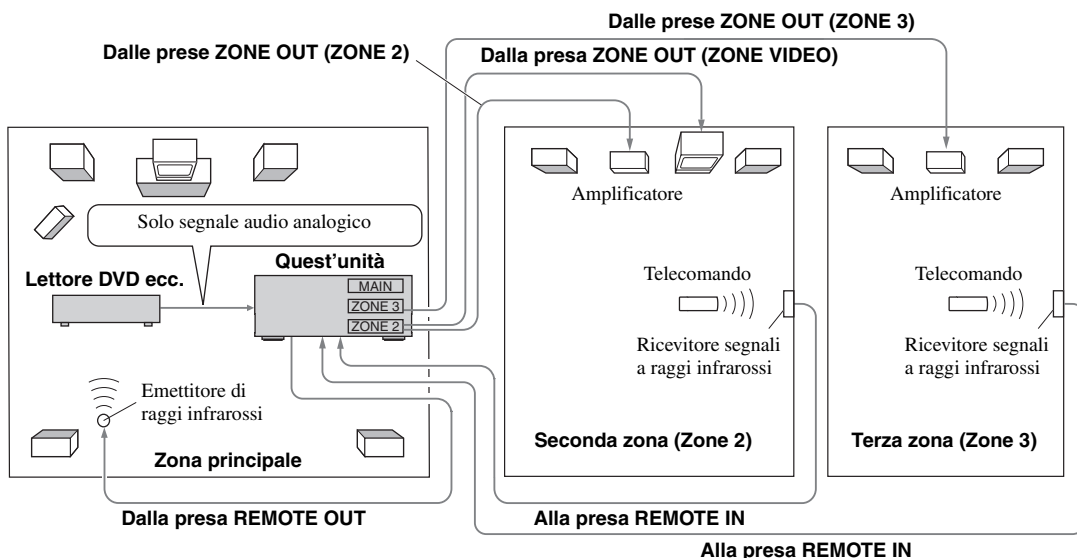 Dalle prese ZONE OUT (ZONE 3)
Dalle prese ZONE OUT (ZONE 2)
Dalla presa ZONE OUT (ZONE VIDEO)
Amplificatore
Amplificatore
Solo segnale audio analogico
Quest'unità
Lettore DVD ecc.
MAIN
ZONE 3
ZONE 2
Telecomando
Telecomando
Ricevitore segnali
a raggi infrarossi
Ricevitore segnali
a raggi infrarossi
Emettitore di
raggi infrarossi
Zona principale
Seconda zona (Zone 2)
Terza zona (Zone 3)
Dalla presa REMOTE OUT
Alla presa REMOTE IN
Alla presa REMOTE IN